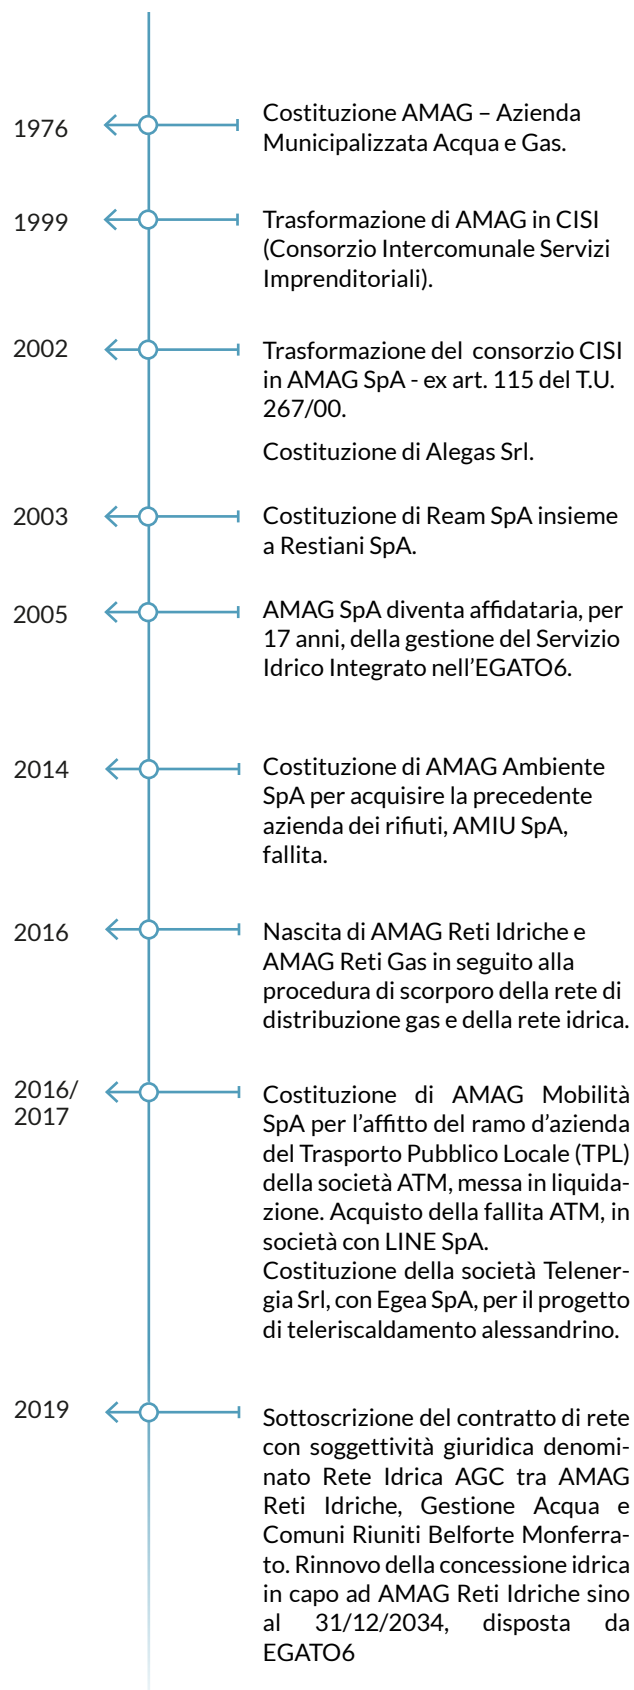 1976
Costituzione AMAG – Azienda
Municipalizzata Acqua e Gas.
1999
Trasformazione di AMAG in CISI
(Consorzio Intercomunale Servizi
Imprenditoriali).
2002
Trasformazione del consorzio CISI
in AMAG SpA - ex art. 115 del T.U.
267/00.
Costituzione di Alegas Srl.
2003
Costituzione di Ream SpA insieme
a Restiani SpA.
2005
AMAG SpA diventa affidataria, per
17 anni, della gestione del Servizio
Idrico Integrato nell’EGATO6.
2014
Costituzione di AMAG Ambiente
SpA per acquisire la precedente
azienda dei rifiuti, AMIU SpA,
fallita.
2016
Nascita di AMAG Reti Idriche e
AMAG Reti Gas in seguito alla
procedura di scorporo della rete di
distribuzione gas e della rete idrica.
2016/
2017
Costituzione di AMAG Mobilità
SpA per l’affitto del ramo d’azienda
del Trasporto Pubblico Locale (TPL)
della società ATM, messa in liquida-
zione. Acquisto della fallita ATM, in
società con LINE SpA.
Costituzione della società Telener-
gia Srl, con Egea SpA, per il progetto
di teleriscaldamento alessandrino.
2019
Sottoscrizione del contratto di rete
con soggettività giuridica denomi-
nato Rete Idrica AGC tra AMAG
Reti Idriche, Gestione Acqua e
Comuni Riuniti Belforte Monferra-
to. Rinnovo della concessione idrica
in capo ad AMAG Reti Idriche sino
al 31/12/2034, disposta da
EGATO6